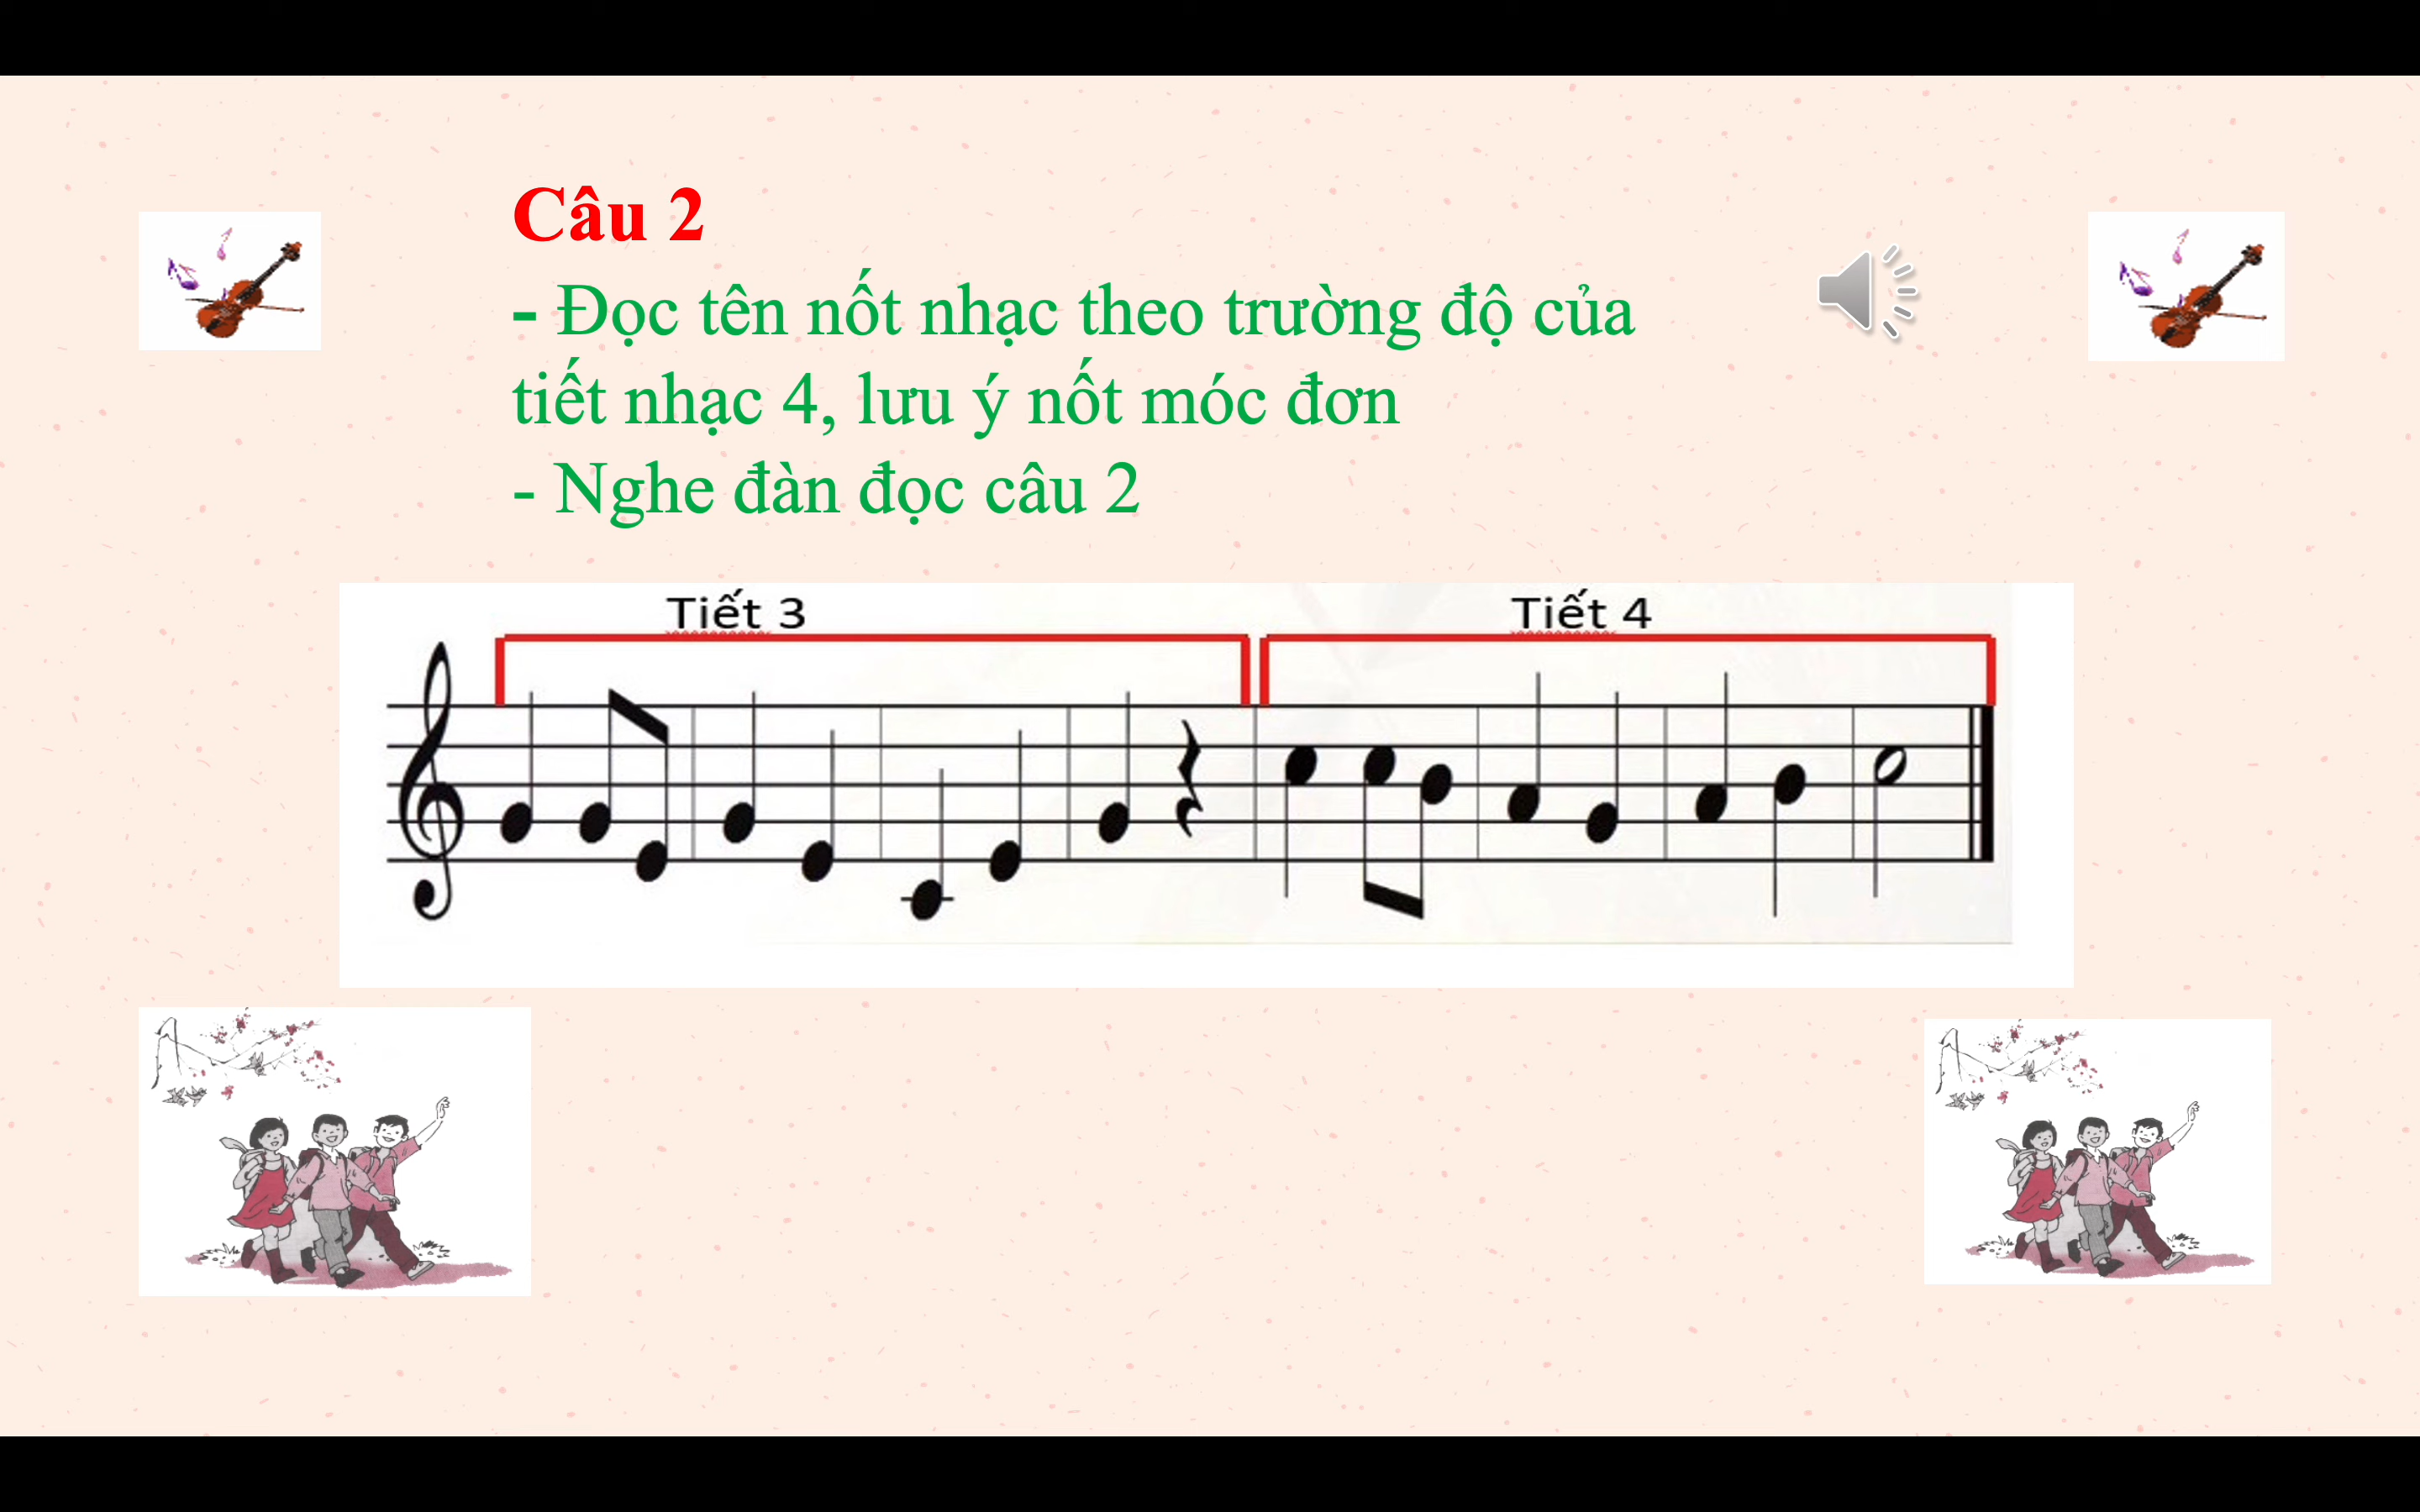 Câu 2
- Đọc tên nốt nhạc theo trường độ của
tiết nhạc 4, lưu ý nốt móc đơn
- Nghe đàn đọc câu 2
Tiết 3
Tiết 4